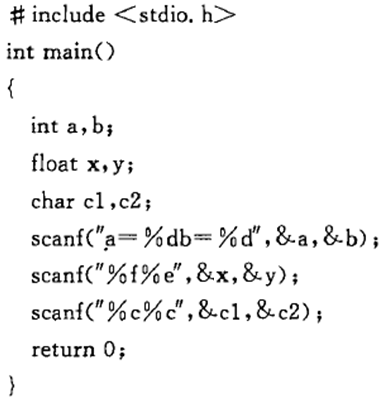 # include <stdio. h>
int main()
{
int a,b;
float x,y;
char c1,c2;
scanf("a=%db=%d",&a,&b);
scanf("%f%e",&x,&y);
scanf("%c%c",&c1,&c2);
return 0;
}